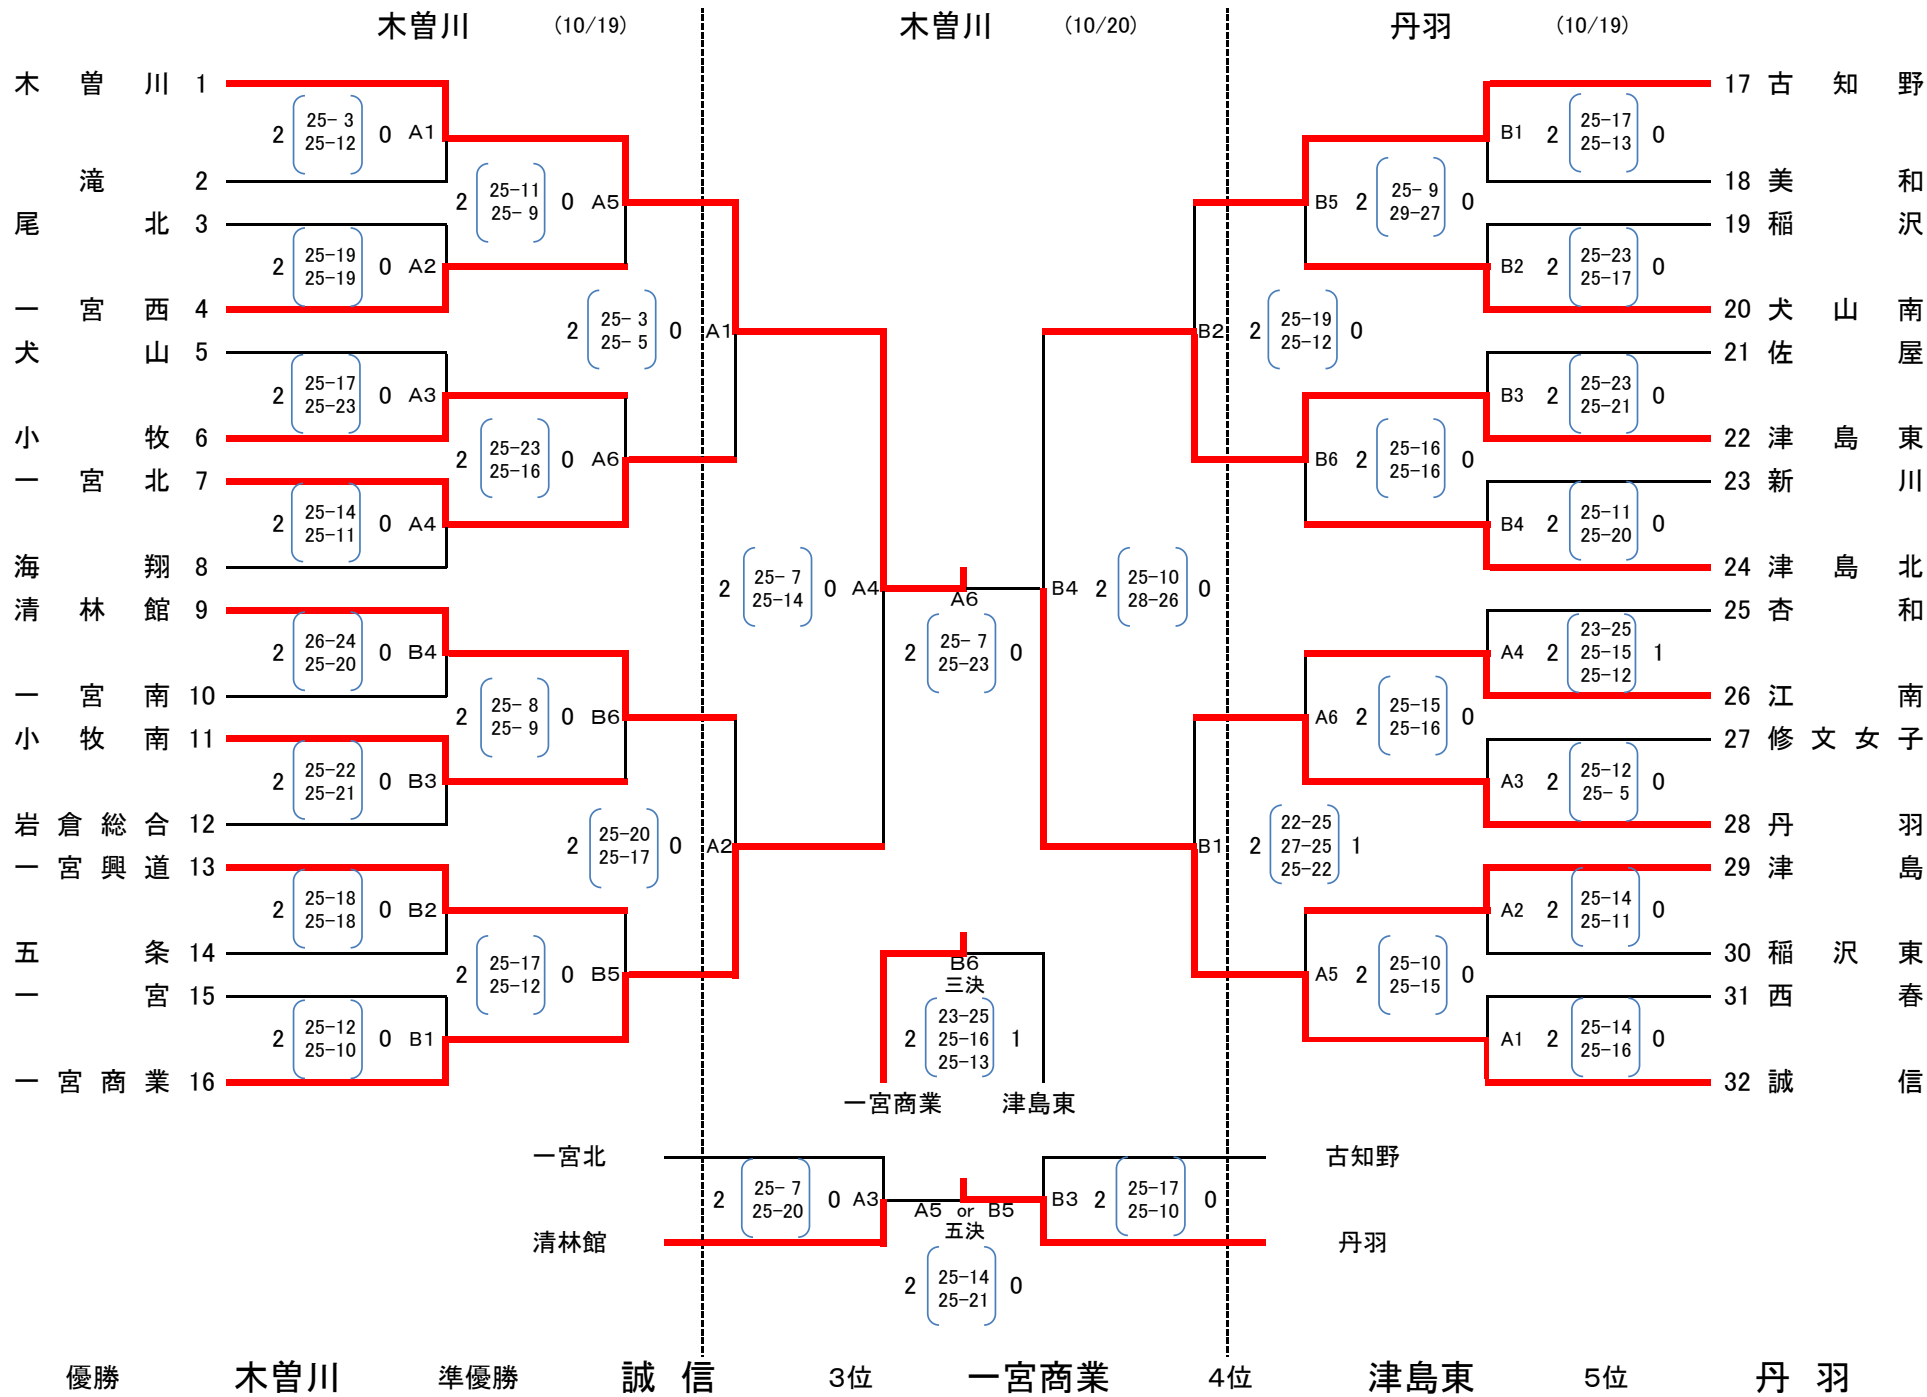 木曽川 (10/19) 木曽川 (10/20) 丹羽 (10/19)
木曽川 1 17 古知野
2 25- 3 0 A1 B1 2 25-17 0
25-12 25-13
滝 2 18 美和
2 25-11 0 A5 B5 2 25- 9 0
25- 9 29-27
尾北 3 19 稲沢
2 25-19 0 A2 B2 2 25-23 0
25-19 25-17
一宮西 4 20 犬山南
2 25- 3 0 A1 B2 2 25-19 0
25- 5 25-12
犬山 5 21 佐屋
2 25-17 0 A3 B3 2 25-23 0
25-23 25-21
小牧 6 22 津島東
2 25-23 0 A6 B6 2 25-16 0
25-16 25-16
一宮北 7 23 新川
2 25-14 0 A4 B4 2 25-11 0
25-11 25-20
海翔 8 24 津島北
2 25- 7 0 A4 A6 B4 2 25-10 0
25-14 28-26
清林館 9 25 杏和
2 26-24 0 B4 A4 2 23-25 1
25-20 25-15
25-12
2 25- 7 0
25-23
一宮南 10 26 江南
2 25- 8 0 B6 A6 2 25-15 0
25- 9 25-16
小牧南 11 27 修文女子
2 25-22 0 B3 A3 2 25-12 0
25-21 25- 5
岩倉総合 12 28 丹羽
2 25-20 0 A2 B1 2 22-25 1
25-17 27-25
25-22
一宮興道 13 29 津島
2 25-18 0 B2 A2 2 25-14 0
25-18 25-11
五条 14 30 稲沢東
2 25-17 0 B5 B6 A5 2 25-10 0
25-12 三決 25-15
一宮 15 31 西春
2 25-12 0 B1 2 23-25 1 A1 2 25-14 0
25-10 25-16 25-16
25-13
一宮商業 16 32 誠信
一宮商業 津島東
一宮北 古知野
2 25- 7 0 A3 A5 or B5 B3 2 25-17 0
25-20 五決 25-10
清林館 丹羽
2 25-14 0
25-21
優勝 木曽川 準優勝 誠信 3位 一宮商業 4位 津島東 5位 丹羽